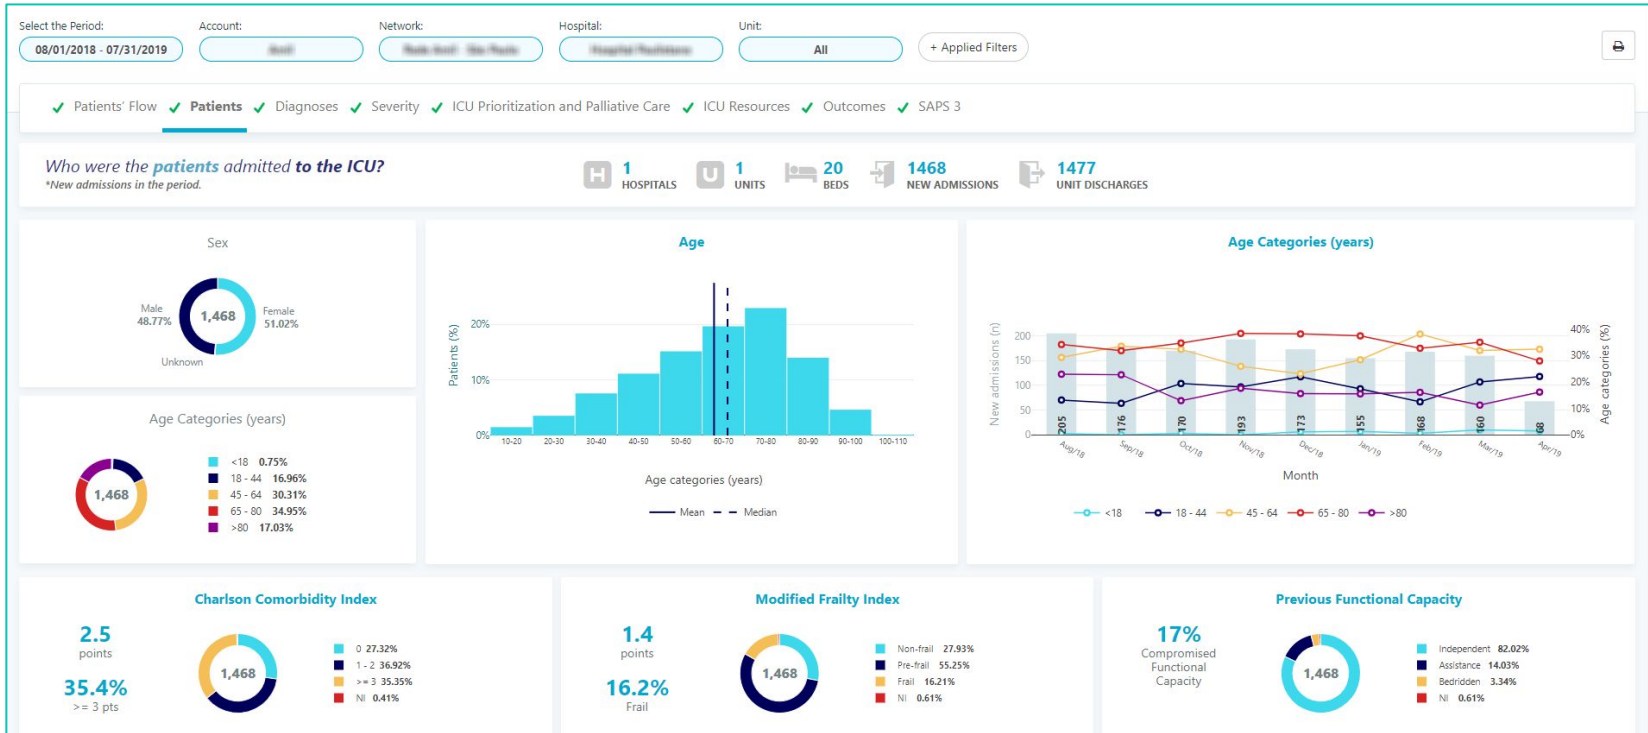 Select the Period:
Account:
Network:
Hospital:
Unit:
08/01/2018 - 07/31/2019
All
+ Applied Filters
Patients' Flow
Patients
Diagnoses
Severity
ICU Prioritization and Palliative Care
ICU Resources
Outcomes
SAPS 3
Who were the patients admitted to the ICU?
*New admissions in the period.
H
1
HOSPITALS
U
1
UNITS
20
BEDS
1468
NEW ADMISSIONS
1477
UNIT DISCHARGES
Sex
Male
48.77%
1,468
Female
51.02%
Unknown
Age Categories (years)
1,468
<18 0.75%
18 - 44 16.96%
45 - 64 30.31%
65 - 80 34.95%
>80 17.03%
Age
Patients (%)
20%
10%
0%
10-20 20-30 30-40 40-50 50-60 60-70 70-80 80-90 90-100 100-110
Age categories (years)
Mean Median
Age Categories (years)
New admissions (n)
200
150
100
50
0
40%
30%
20%
10%
0%
Age categories (%)
205 176 170 193 173 155 168 160 68
Aug/18 Sep/18 Oct/18 Nov/18 Dec/18 Jan/19 Feb/19 Mar/19 Apr/19
Month
<18 18 - 44 45 - 64 65 - 80 >80
Charlson Comorbidity Index
2.5
points
35.4%
>= 3 pts
1,468
0 27.32%
1 - 2 36.92%
>= 3 35.35%
NI 0.41%
Modified Frailty Index
1.4
points
16.2%
Frail
1,468
Non-frail 27.93%
Pre-frail 55.25%
Frail 16.21%
NI 0.61%
Previous Functional Capacity
17%
Compromised
Functional
Capacity
1,468
Independent 82.02%
Assistance 14.03%
Bedridden 3.34%
NI 0.61%